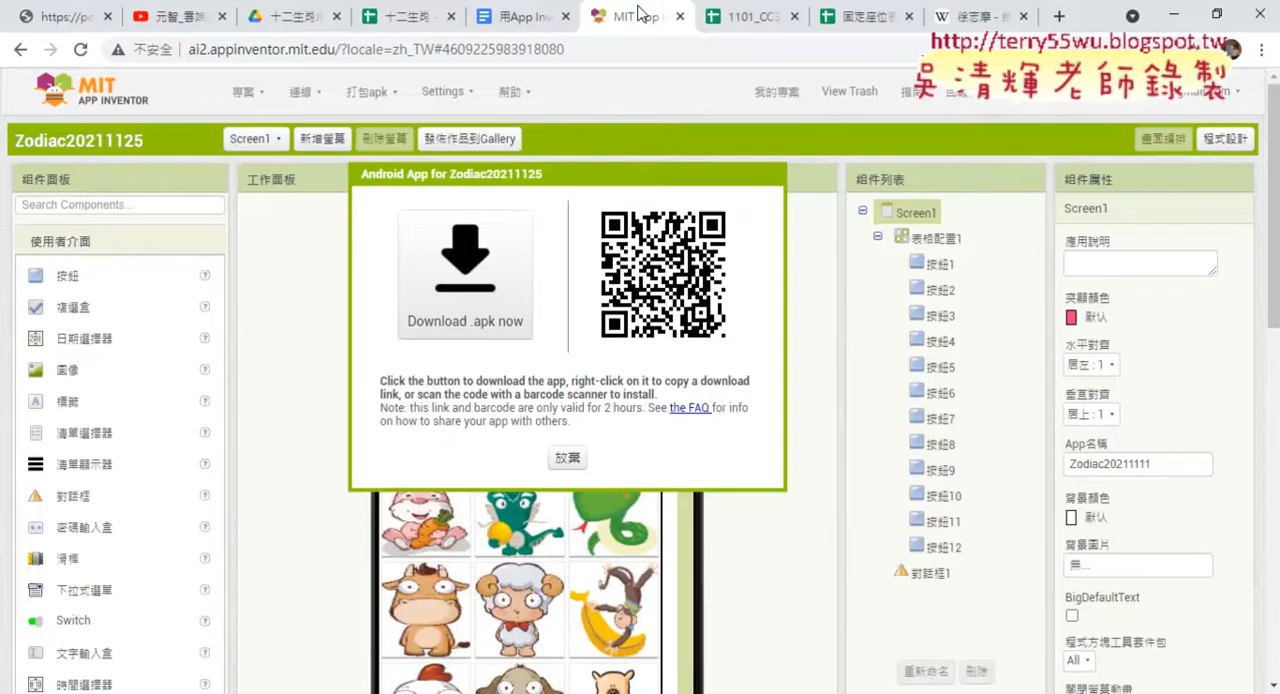 https://po
元智_雲端
十二生肖爪
十二生肖
用App Inv
MIT App I
1101_CC3
固定座位表
徐志摩 -
不安全
ai2.appinventor.mit.edu/?locale=zh_TW#4609225983918080
http://terry55wu.blogspot.tw
吳清輝老師錄製
MIT
APP INVENTOR
專案
連線
打包apk
Settings
幫助
我的專案
View Trash
Zodiac20211125
Screen1
新增螢幕
刪除螢幕
發佈作品到Gallery
畫面編排
程式設計
組件面板
Search Components...
使用者介面
按鈕
複選盒
日期選擇器
圖像
標籤
清單選擇器
清單顯示器
對話框
密碼輸入盒
滑桿
下拉式選單
Switch
文字輸入盒
時間選擇器
工作面板
Android App for Zodiac20211125
Download .apk now
Click the button to download the app, right-click on it to copy a download
link, or scan the code with a barcode scanner to install.
Note: this link and barcode are only valid for 2 hours. See the FAQ for info
on how to share your app with others.
放棄
組件列表
Screen1
表格配置1
按鈕1
按鈕2
按鈕3
按鈕4
按鈕5
按鈕6
按鈕7
按鈕8
按鈕9
按鈕10
按鈕11
按鈕12
對話框1
重新命名
刪除
組件屬性
Screen1
應用說明
突顯顏色
默认
水平對齊
居左 : 1
垂直對齊
居上 : 1
App名稱
Zodiac20211111
背景顏色
默认
背景圖片
無...
BigDefaultText
程式方塊工具套件包
All
關閉螢幕動畫